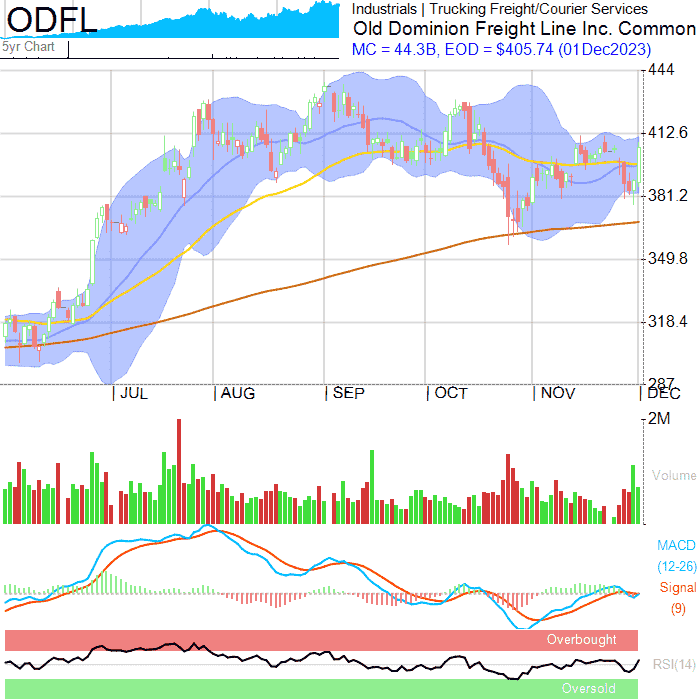 ODFL
5yr Chart
Industrials | Trucking Freight/Courier Services
Old Dominion Freight Line Inc. Common
MC = 44.3B, EOD = $405.74 (01Dec2023)
444
412.6
381.2
349.8
318.4
287
JUL
AUG
SEP
OCT
NOV
DEC
2M
Volume
MACD
(12-26)
Signal
(9)
Overbought
RSI(14)
Oversold